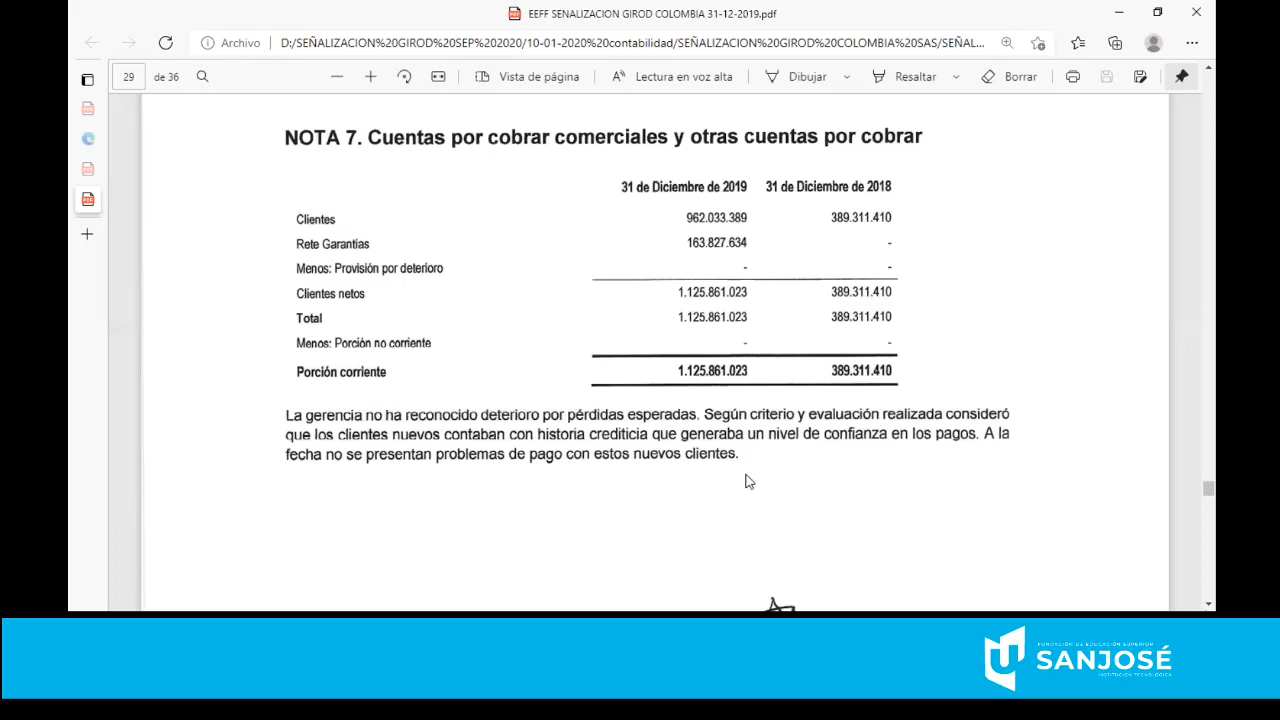 EEFF SENALIZACION GIROD COLOMBIA 31-12-2019.pdf
Archivo D:/SEÑALIZACION%20GIROD%20SEP%202020/10-01-2020%20contabilidad/SEÑALIZACION%20GIROD%20COLOMBIA%20SAS/SEÑAL...
29 de 36 Vista de página Lectura en voz alta Dibujar Resaltar Borrar
NOTA 7. Cuentas por cobrar comerciales y otras cuentas por cobrar
31 de Diciembre de 2019 31 de Diciembre de 2018
Clientes 962.033.389 389.311.410
Rete Garantías 163.827.634 -
Menos: Provisión por deterioro - -
Clientes netos 1.125.861.023 389.311.410
Total 1.125.861.023 389.311.410
Menos: Porción no corriente - -
Porción corriente 1.125.861.023 389.311.410
La gerencia no ha reconocido deterioro por pérdidas esperadas. Según criterio y evaluación realizada consideró
que los clientes nuevos contaban con historia crediticia que generaba un nivel de confianza en los pagos. A la
fecha no se presentan problemas de pago con estos nuevos clientes.
FUNDACIÓN DE EDUCACIÓN SUPERIOR
SANJOSÉ
INSTITUCIÓN TECNOLÓGICA